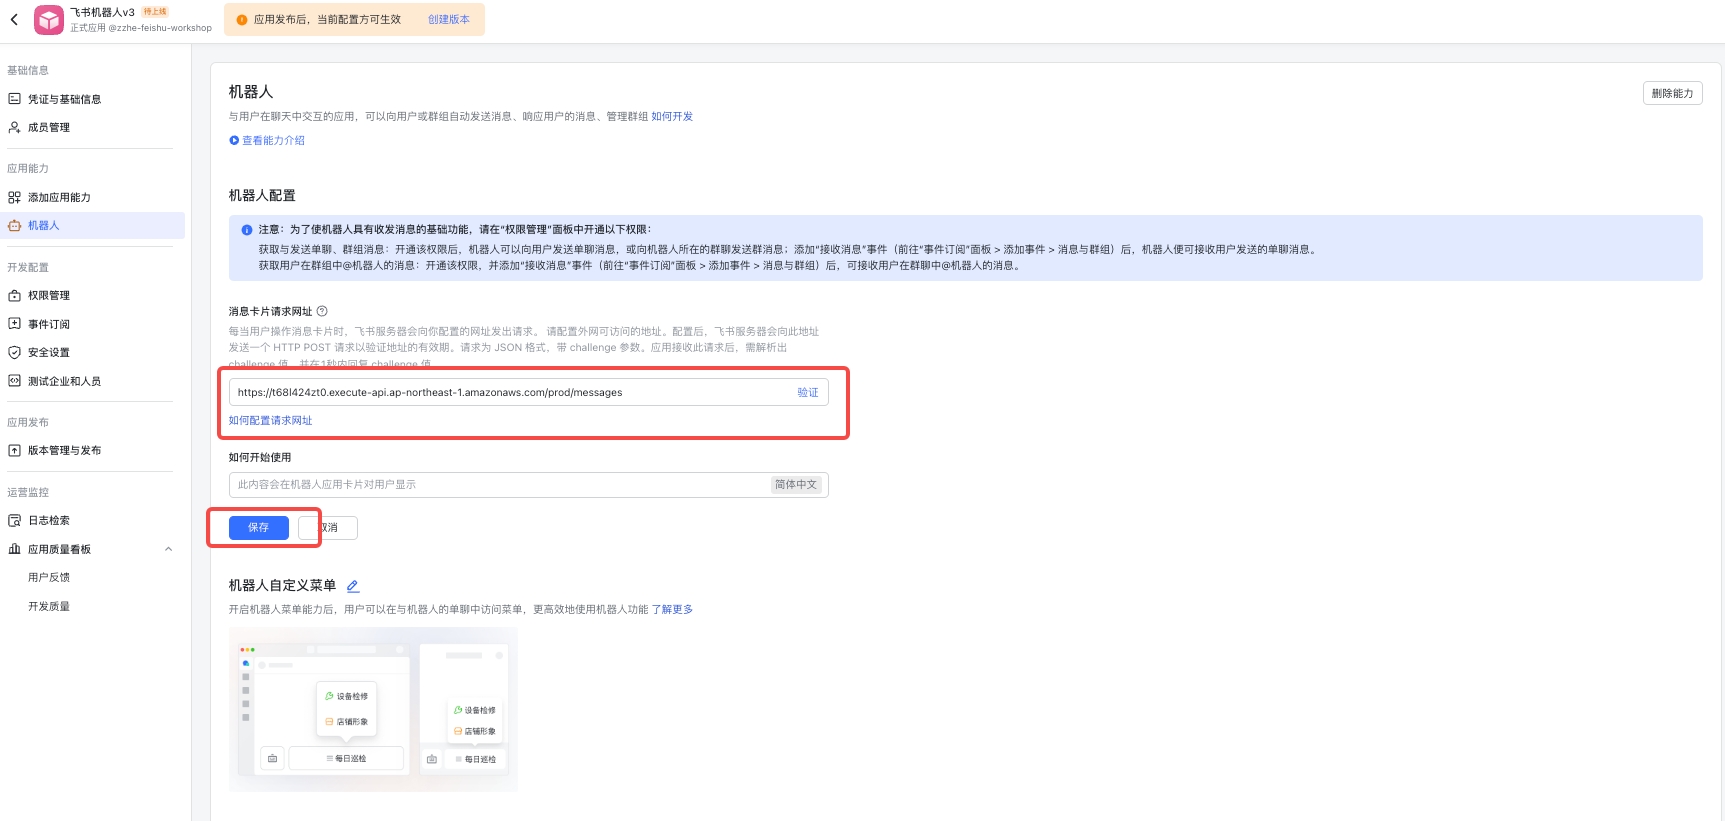 飞书机器人v3 待上线
正式应用 @zzhe-feishu-workshop
应用发布后，当前配置方可生效 创建版本
基础信息
凭证与基础信息
成员管理
应用能力
添加应用能力
机器人
开发配置
权限管理
事件订阅
安全设置
测试企业和人员
应用发布
版本管理与发布
运营监控
日志检索
应用质量看板
用户反馈
开发质量
机器人
删除能力
与用户在聊天中交互的应用，可以向用户或群组自动发送消息、响应用户的消息、管理群组 如何开发
查看能力介绍
机器人配置
注意：为了使机器人具有收发消息的基础功能，请在“权限管理”面板中开通以下权限：
获取与发送单聊、群组消息：开通该权限后，机器人可以向用户发送单聊消息，或向机器人所在的群聊发送群消息；添加“接收消息”事件（前往“事件订阅”面板 > 添加事件 > 消息与群组）后，机器人便可接收用户发送的单聊消息。
获取用户在群组中@机器人的消息：开通该权限，并添加“接收消息”事件（前往“事件订阅”面板 > 添加事件 > 消息与群组）后，可接收用户在群聊中@机器人的消息。
消息卡片请求网址
每当用户操作消息卡片时，飞书服务器会向你配置的网址发出请求。 请配置外网可访问的地址。配置后，飞书服务器会向此地址
发送一个 HTTP POST 请求以验证地址的有效期。请求为 JSON 格式，带 challenge 参数。应用接收此请求后，需解析出
challenge 值，并在1秒内回复 challenge 值
https://t68l424zt0.execute-api.ap-northeast-1.amazonaws.com/prod/messages 验证
如何配置请求网址
如何开始使用
此内容会在机器人应用卡片对用户显示 简体中文
保存 取消
机器人自定义菜单
开启机器人菜单能力后，用户可以在与机器人的单聊中访问菜单，更高效地使用机器人功能 了解更多
设备检修
店铺形象
每日巡检
设备检修
店铺形象
每日巡检